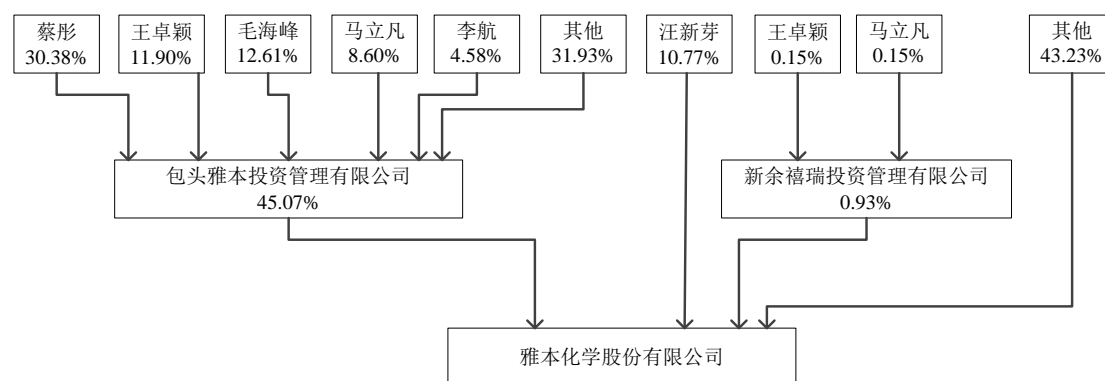 蔡彤
30.38%
王卓颖
11.90%
毛海峰
12.61%
马立凡
8.60%
李航
4.58%
其他
31.93%
汪新芽
10.77%
王卓颖
0.15%
马立凡
0.15%
其他
43.23%
包头雅本投资管理有限公司
45.07%
新余禧瑞投资管理有限公司
0.93%
雅本化学股份有限公司